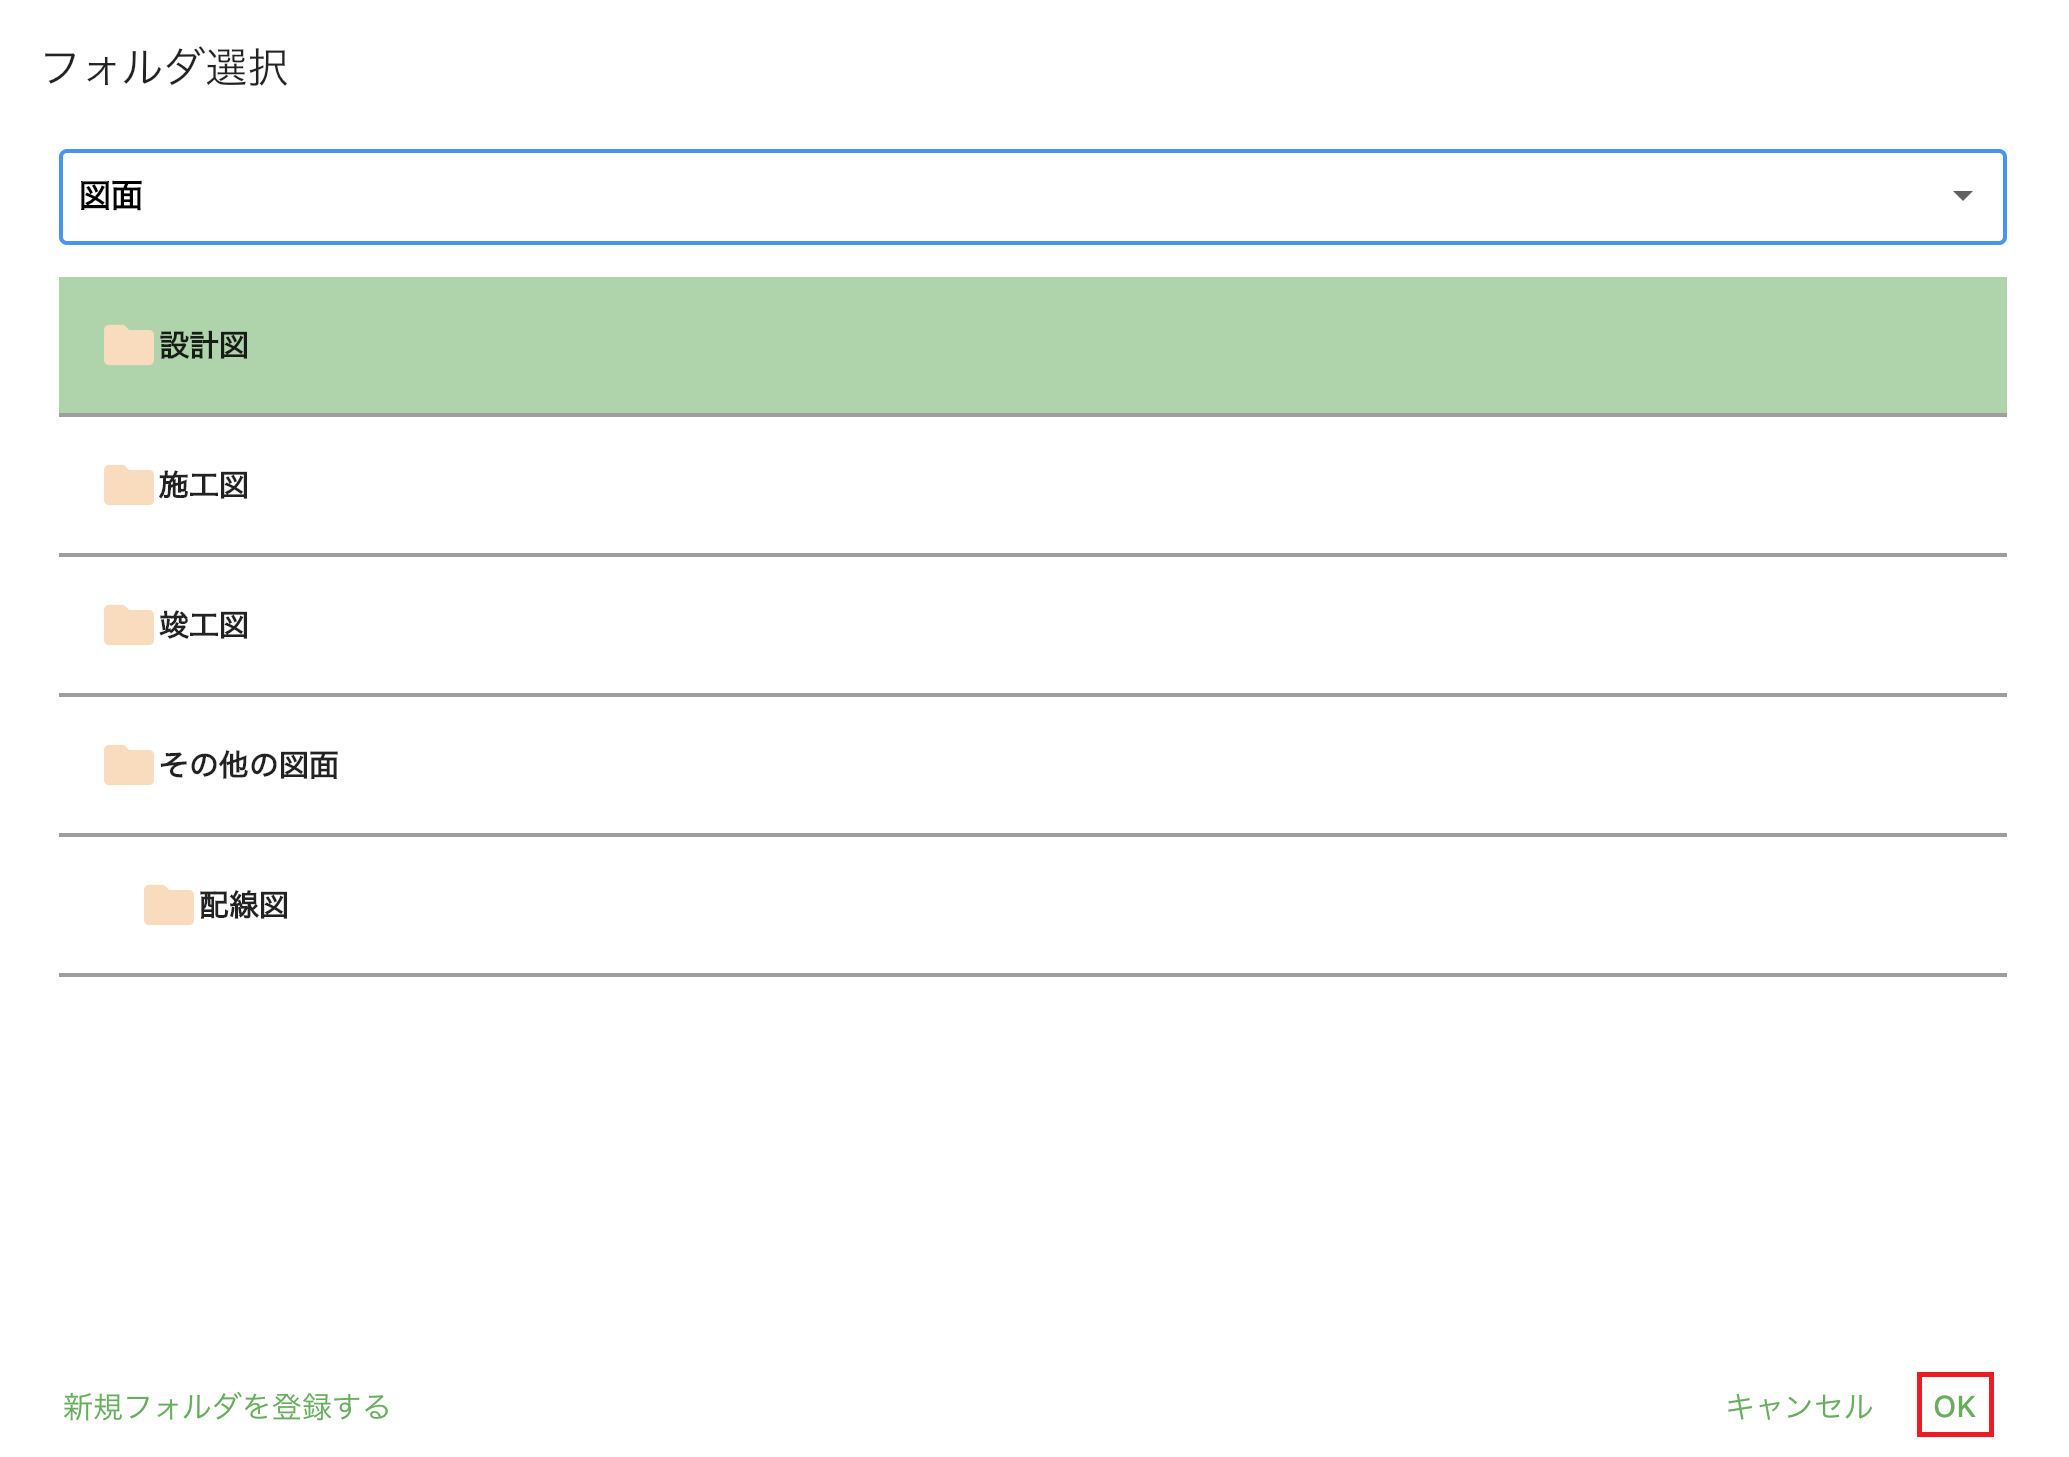 フォルダ選択
図面
設計図
施工図
竣工図
その他の図面
配線図
新規フォルダを登録する
キャンセル
OK